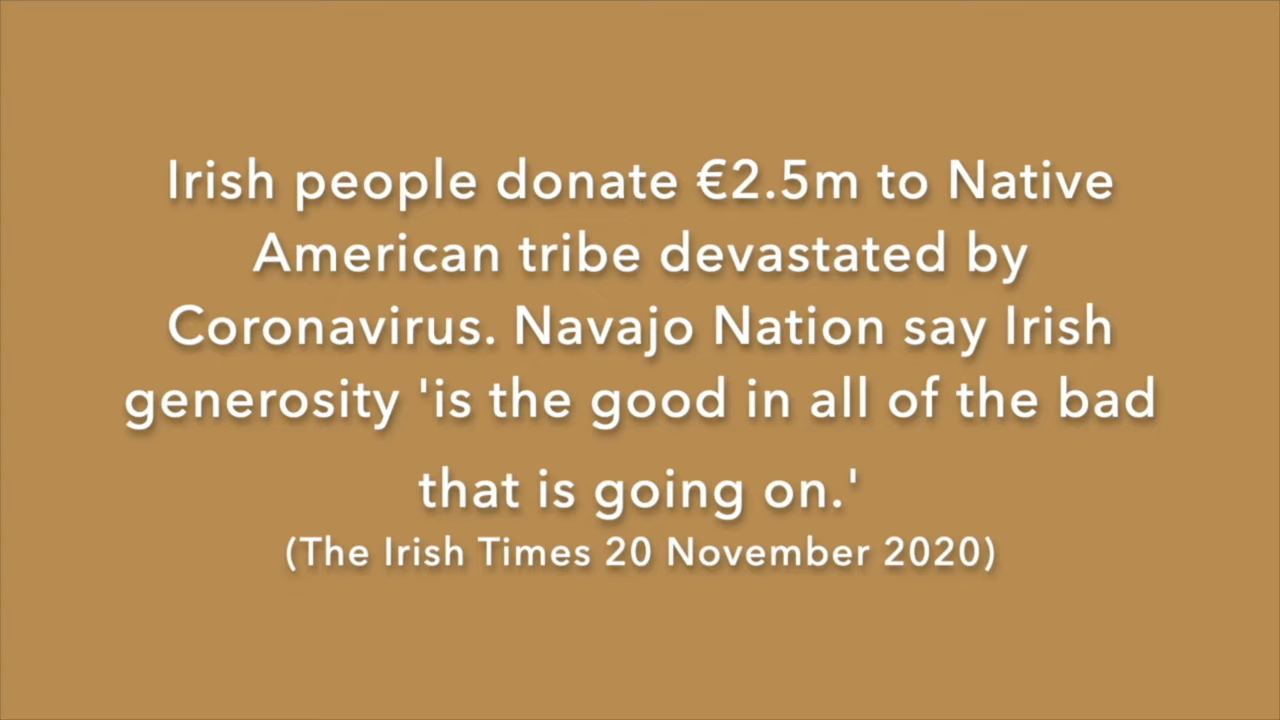 Irish people donate €2.5m to Native
American tribe devastated by
Coronavirus. Navajo Nation say Irish
generosity 'is the good in all of the bad
that is going on.'
(The Irish Times 20 November 2020)